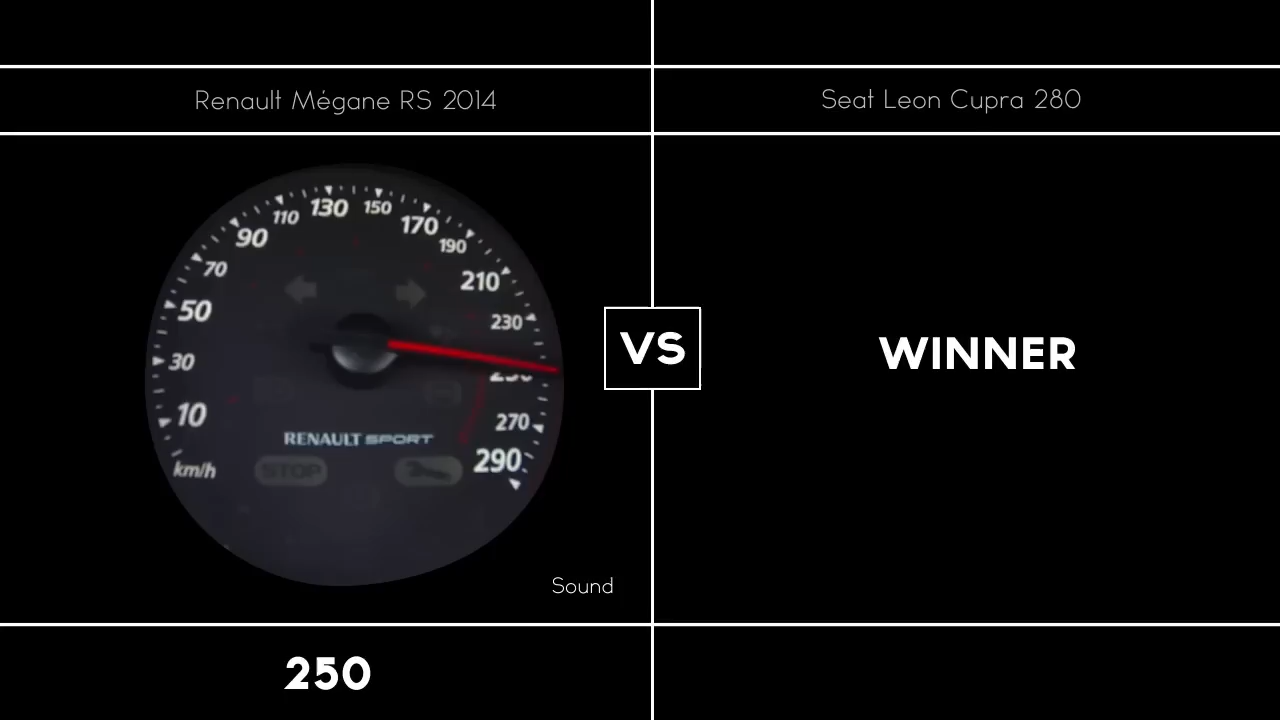 Renault Mégane RS 2014
Seat Leon Cupra 280
130
150
110
170
90
190
70
210
50
230
VS
WINNER
30
250
10
270
RENAULT SPORT
290
km/h
STOP
Sound
250